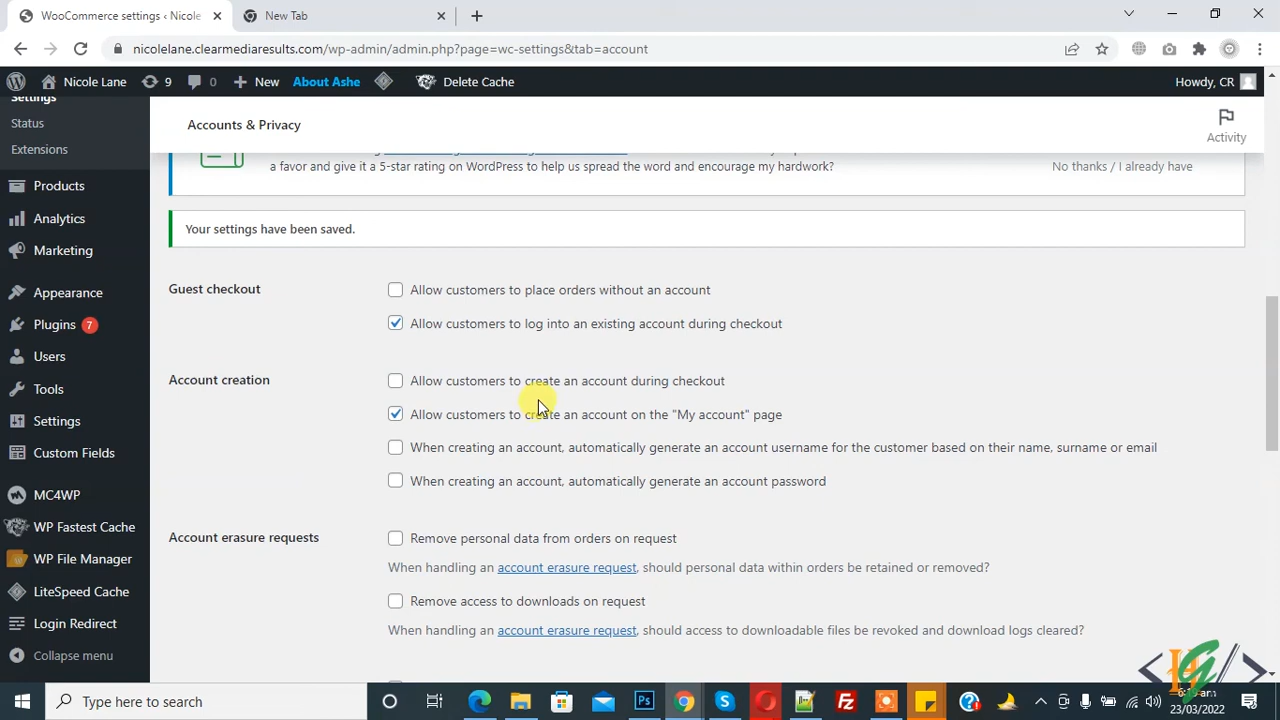 WooCommerce settings ‹ Nicole
New Tab
nicolelane.clearmediaresults.com/wp-admin/admin.php?page=wc-settings&tab=account
Nicole Lane
9
0
New
About Ashe
Delete Cache
Howdy, CR
Settings
Status
Extensions
Products
Analytics
Marketing
Appearance
Plugins 7
Users
Tools
Settings
Custom Fields
MC4WP
WP Fastest Cache
WP File Manager
LiteSpeed Cache
Login Redirect
Collapse menu
Accounts & Privacy
Activity
a favor and give it a 5-star rating on WordPress to help us spread the word and encourage my hardwork?
No thanks / I already have
Your settings have been saved.
Guest checkout
Allow customers to place orders without an account
Allow customers to log into an existing account during checkout
Account creation
Allow customers to create an account during checkout
Allow customers to create an account on the "My account" page
When creating an account, automatically generate an account username for the customer based on their name, surname or email
When creating an account, automatically generate an account password
Account erasure requests
Remove personal data from orders on request
When handling an account erasure request, should personal data within orders be retained or removed?
Remove access to downloads on request
When handling an account erasure request, should access to downloadable files be revoked and download logs cleared?
Type here to search
23/03/2022